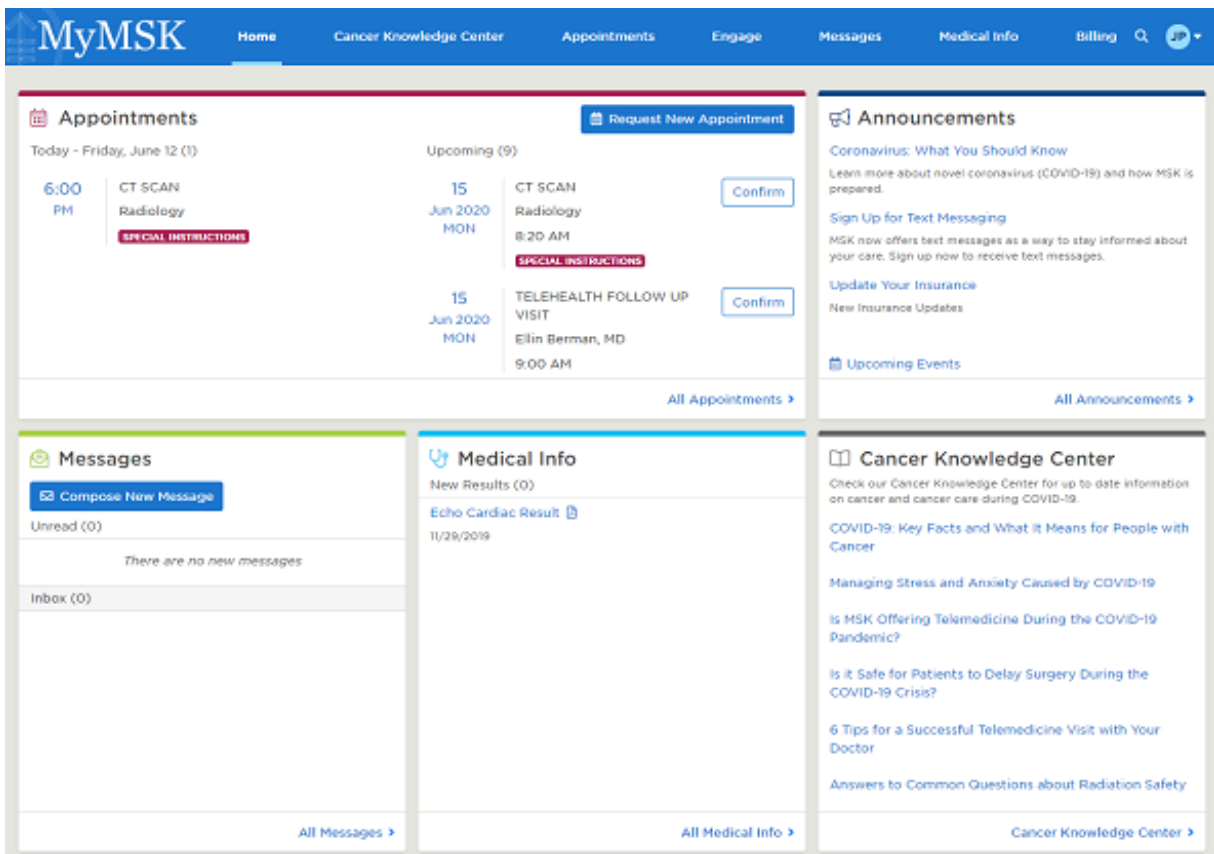 MyMSK
Home
Cancer Knowledge Center
Appointments
Engage
Messages
Medical Info
Billing
JP
Appointments
Request New Appointment
Today - Friday, June 12 (1)
6:00
PM
CT SCAN
Radiology
SPECIAL INSTRUCTIONS
Upcoming (9)
15
Jun 2020
MON
CT SCAN
Radiology
8:20 AM
SPECIAL INSTRUCTIONS
Confirm
15
Jun 2020
MON
TELEHEALTH FOLLOW UP
VISIT
Ellin Berman, MD
9:00 AM
Confirm
All Appointments >
Announcements
Coronavirus: What You Should Know
Learn more about novel coronavirus (COVID-19) and how MSK is
prepared.
Sign Up for Text Messaging
MSK now offers text messages as a way to stay informed about
your care. Sign up now to receive text messages.
Update Your Insurance
New Insurance Updates
Upcoming Events
All Announcements >
Messages
Compose New Message
Unread (0)
There are no new messages
Inbox (0)
All Messages >
Medical Info
New Results (0)
Echo Cardiac Result
11/29/2019
All Medical Info >
Cancer Knowledge Center
Check our Cancer Knowledge Center for up to date information
on cancer and cancer care during COVID-19.
COVID-19: Key Facts and What It Means for People with
Cancer
Managing Stress and Anxiety Caused by COVID-19
Is MSK Offering Telemedicine During the COVID-19
Pandemic?
Is it Safe for Patients to Delay Surgery During the
COVID-19 Crisis?
6 Tips for a Successful Telemedicine Visit with Your
Doctor
Answers to Common Questions about Radiation Safety
Cancer Knowledge Center >